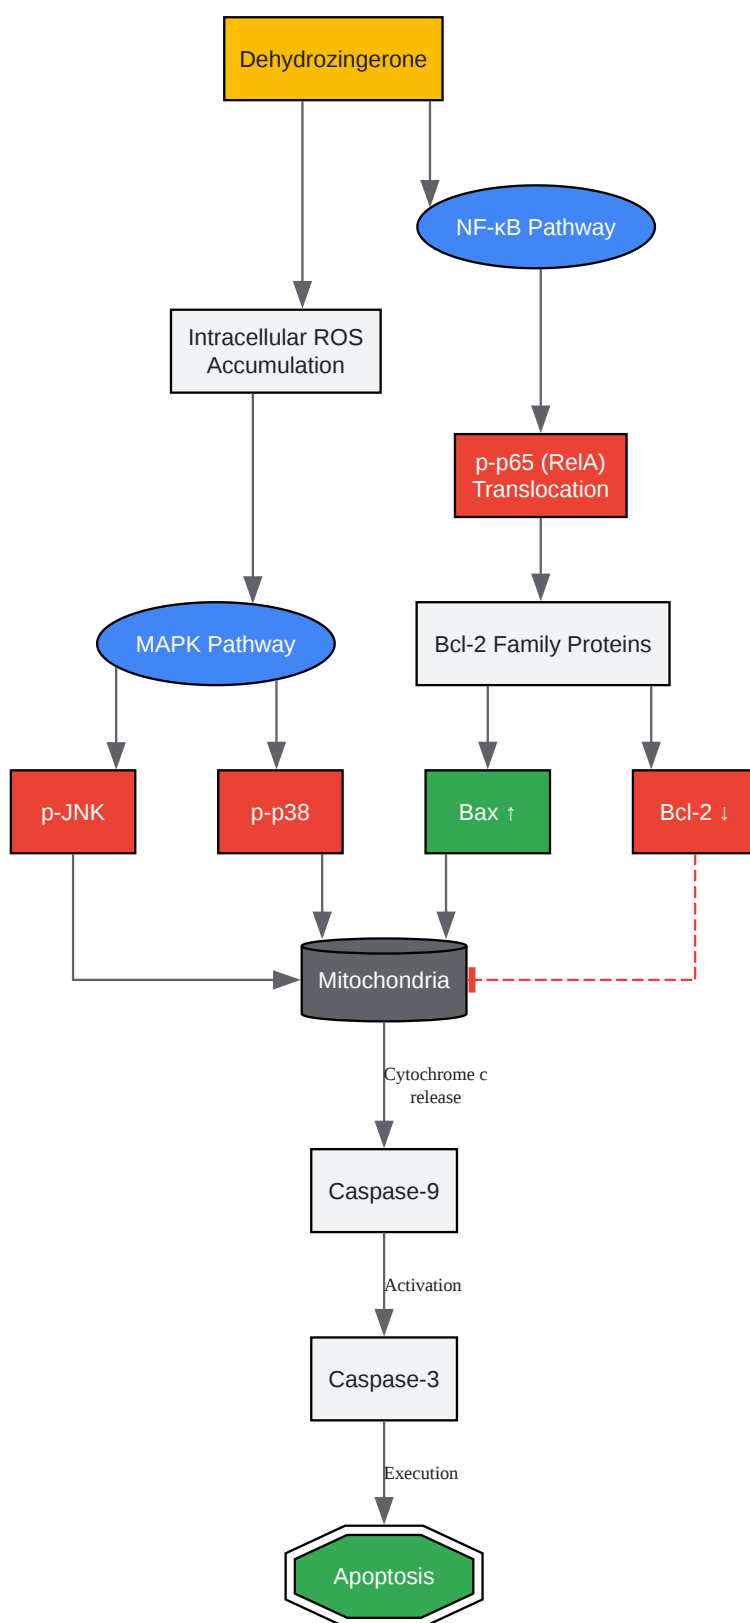 Dehydrozingerone
NF-κB Pathway
Intracellular ROS
Accumulation
p-p65 (RelA)
Translocation
MAPK Pathway
Bcl-2 Family Proteins
p-JNK
p-p38
Bax ↑
Bcl-2 ↓
Mitochondria
Cytochrome c
release
Caspase-9
Activation
Caspase-3
Execution
Apoptosis